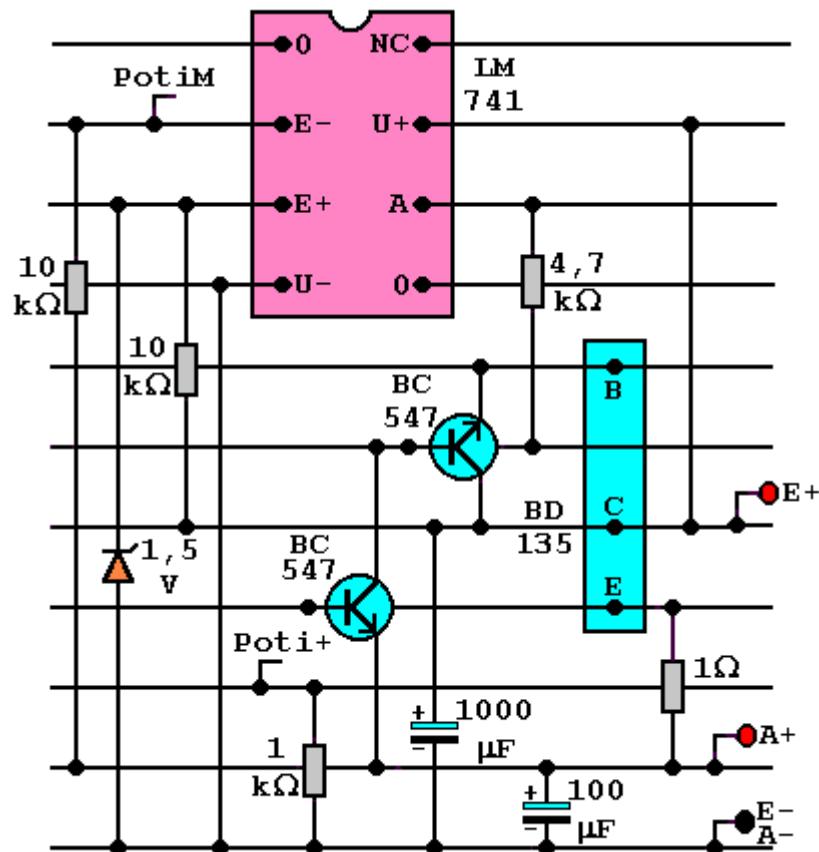 0 NC
LM
741
PotiM
E- U+
E+ A
10
kΩ
U- 0
4,7
kΩ
10
kΩ
B
BC
547
E+
BD
135
C
1,5
V
BC
547
E
Poti+
1Ω
+
1000
-
µF
A+
1
kΩ
+
100
-
µF
E-
A-